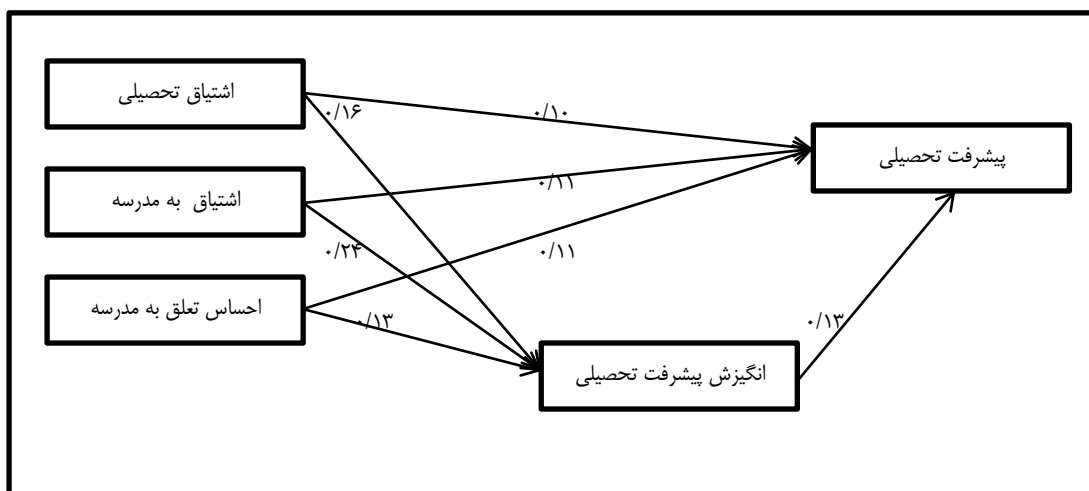 اشتیاق تحصیلی
۰/۱۶
۰/۱۰
پیشرفت تحصیلی
اشتیاق به مدرسه
۰/۱۱
۰/۲۴
۰/۱۱
احساس تعلق به مدرسه
۰/۱۳
۰/۱۳
انگیزش پیشرفت تحصیلی